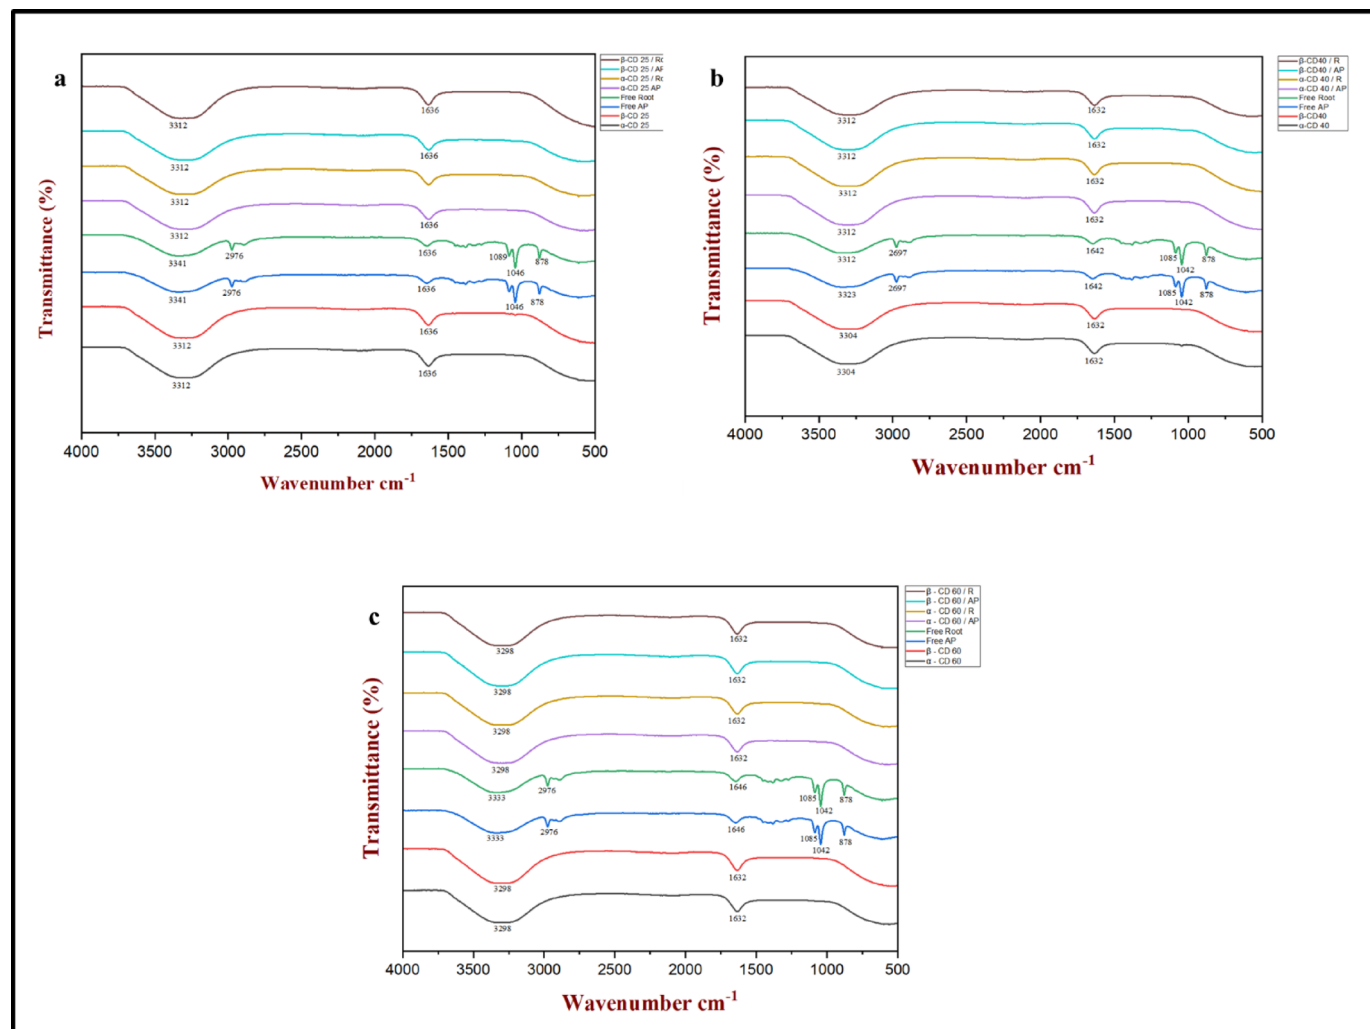 a
β-CD 25 / Ro
β-CD 25 / AP
α-CD 25 / Ro
α-CD 25 AP
Free Root
Free AP
β-CD 25
α-CD 25
3312
1636
3312
1636
3312
1636
3312
1636
3341
2976
1636
1089
1046
878
3341
2976
1636
1046
878
3312
1636
3312
1636
4000
3500
3000
2500
2000
1500
1000
500
Transmittance (%)
Wavenumber cm-1
b
β-CD40 / R
β-CD40 / AP
α-CD 40 / R
α-CD 40 / AP
Free Root
Free AP
β-CD40
α-CD 40
3312
1632
3312
1632
3312
1632
3312
1632
3312
2697
1642
1085
1042
878
3323
2697
1642
1085
1042
878
3304
1632
3304
1632
4000
3500
3000
2500
2000
1500
1000
500
Transmittance (%)
Wavenumber cm-1
c
β - CD 60 / R
β - CD 60 / AP
α - CD 60 / R
α - CD 60 / AP
Free Root
Free AP
β - CD 60
α - CD 60
3298
1632
3298
1632
3298
1632
3298
1632
3333
2976
1646
1085
1042
878
3333
2976
1646
1085
1042
878
3298
1632
3298
1632
4000
3500
3000
2500
2000
1500
1000
500
Transmittance (%)
Wavenumber cm-1